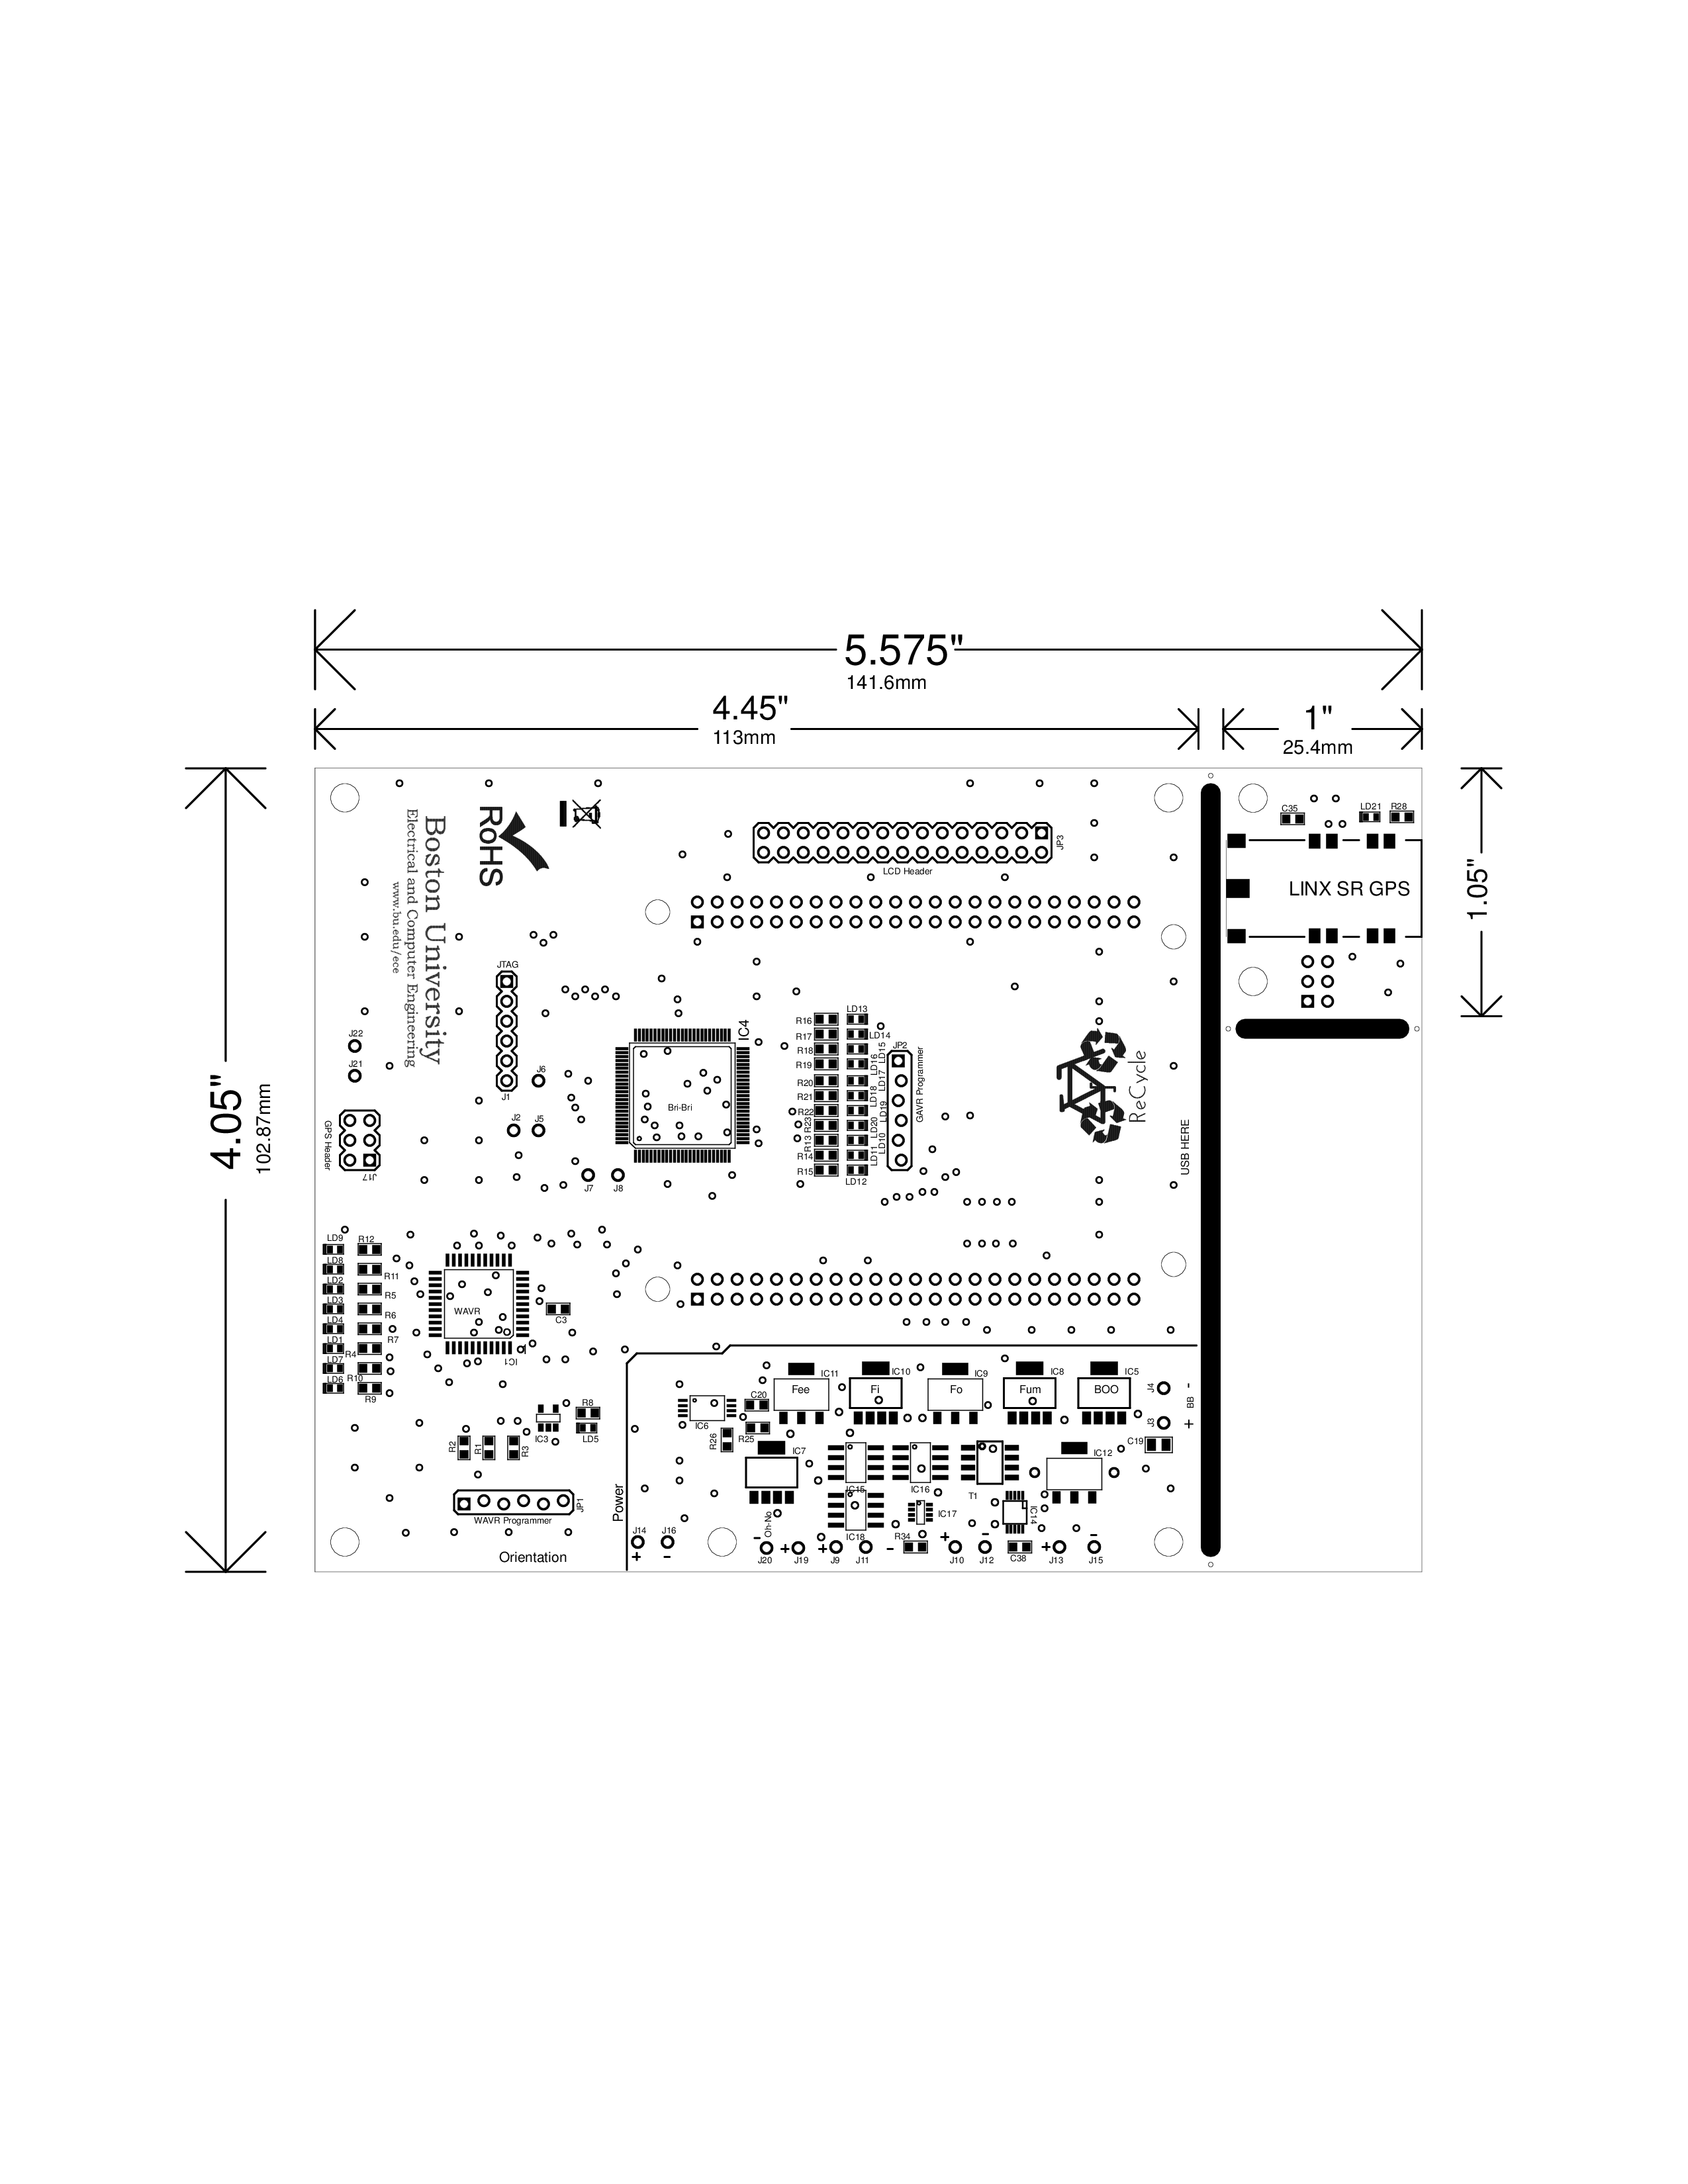 5.575"
141.6mm
4.45"
113mm
1"
25.4mm
4.05"
102.87mm
1.05"
Boston University
Electrical and Computer Engineering
www.bu.edu/ece
RoHS
JP3
LCD Header
C35
LD21
R28
LINX SR GPS
JTAG
J1
J6
J2
J5
J7
J8
J22
J21
GPS Header
J17
IC4
Bri-Bri
R16
R17
R18
R19
R20
R21
R22
R23
R13
R14
R15
LD13
LD14
LD15
LD16
LD17
LD18
LD19
LD20
LD10
LD11
LD12
JP2
GAVR Programmer
ReCycle
USB HERE
LD9
R12
LD8
R11
LD2
R5
LD3
R6
LD4
R7
LD1
R4
LD7
R10
LD6
R9
WAVR
IC1
C3
R8
LD5
IC3
R2
R1
R3
JP1
WAVR Programmer
Orientation
Power
J14
+
J16
-
IC6
C20
R25
R26
Fee
IC11
Fi
IC10
Fo
IC9
Fum
IC8
BOO
IC5
J4
-
BB
J3
+
C19
IC7
IC15
IC16
T1
IC12
IC14
IC17
IC18
Oh-No
-
J20
+
J19
+
J9
J11
-
R34
+
J10
-
J12
C38
+
J13
-
J15